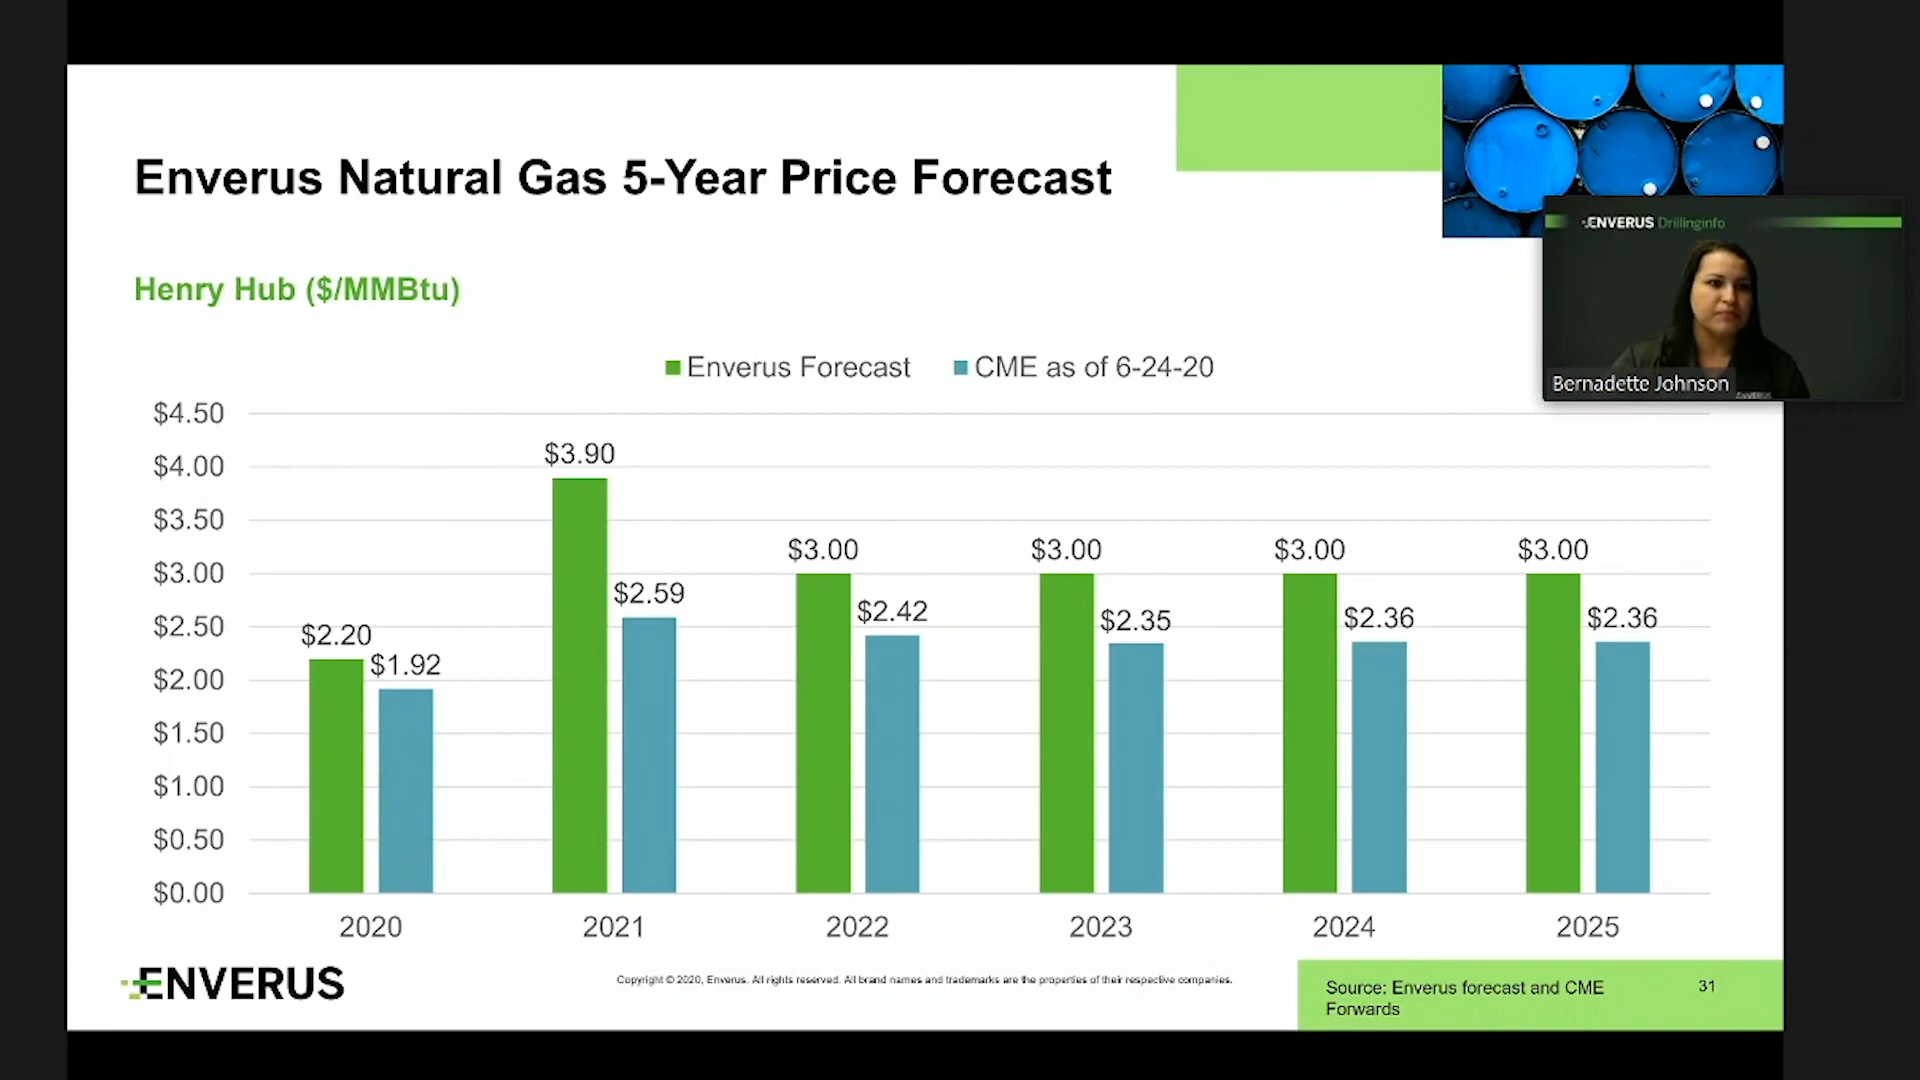 Enverus Natural Gas 5-Year Price Forecast
ENVERUS Drillinginfo
Henry Hub ($/MMBtu)
Bernadette Johnson
Enverus Forecast
CME as of 6-24-20
$4.50
$4.00
$3.50
$3.00
$2.50
$2.00
$1.50
$1.00
$0.50
$0.00
$2.20
$1.92
$3.90
$2.59
$3.00
$2.42
$3.00
$2.35
$3.00
$2.36
$3.00
$2.36
2020
2021
2022
2023
2024
2025
ENVERUS
Copyright © 2020, Enverus. All rights reserved. All brand names and trademarks are the properties of their respective companies.
Source: Enverus forecast and CME
Forwards
31